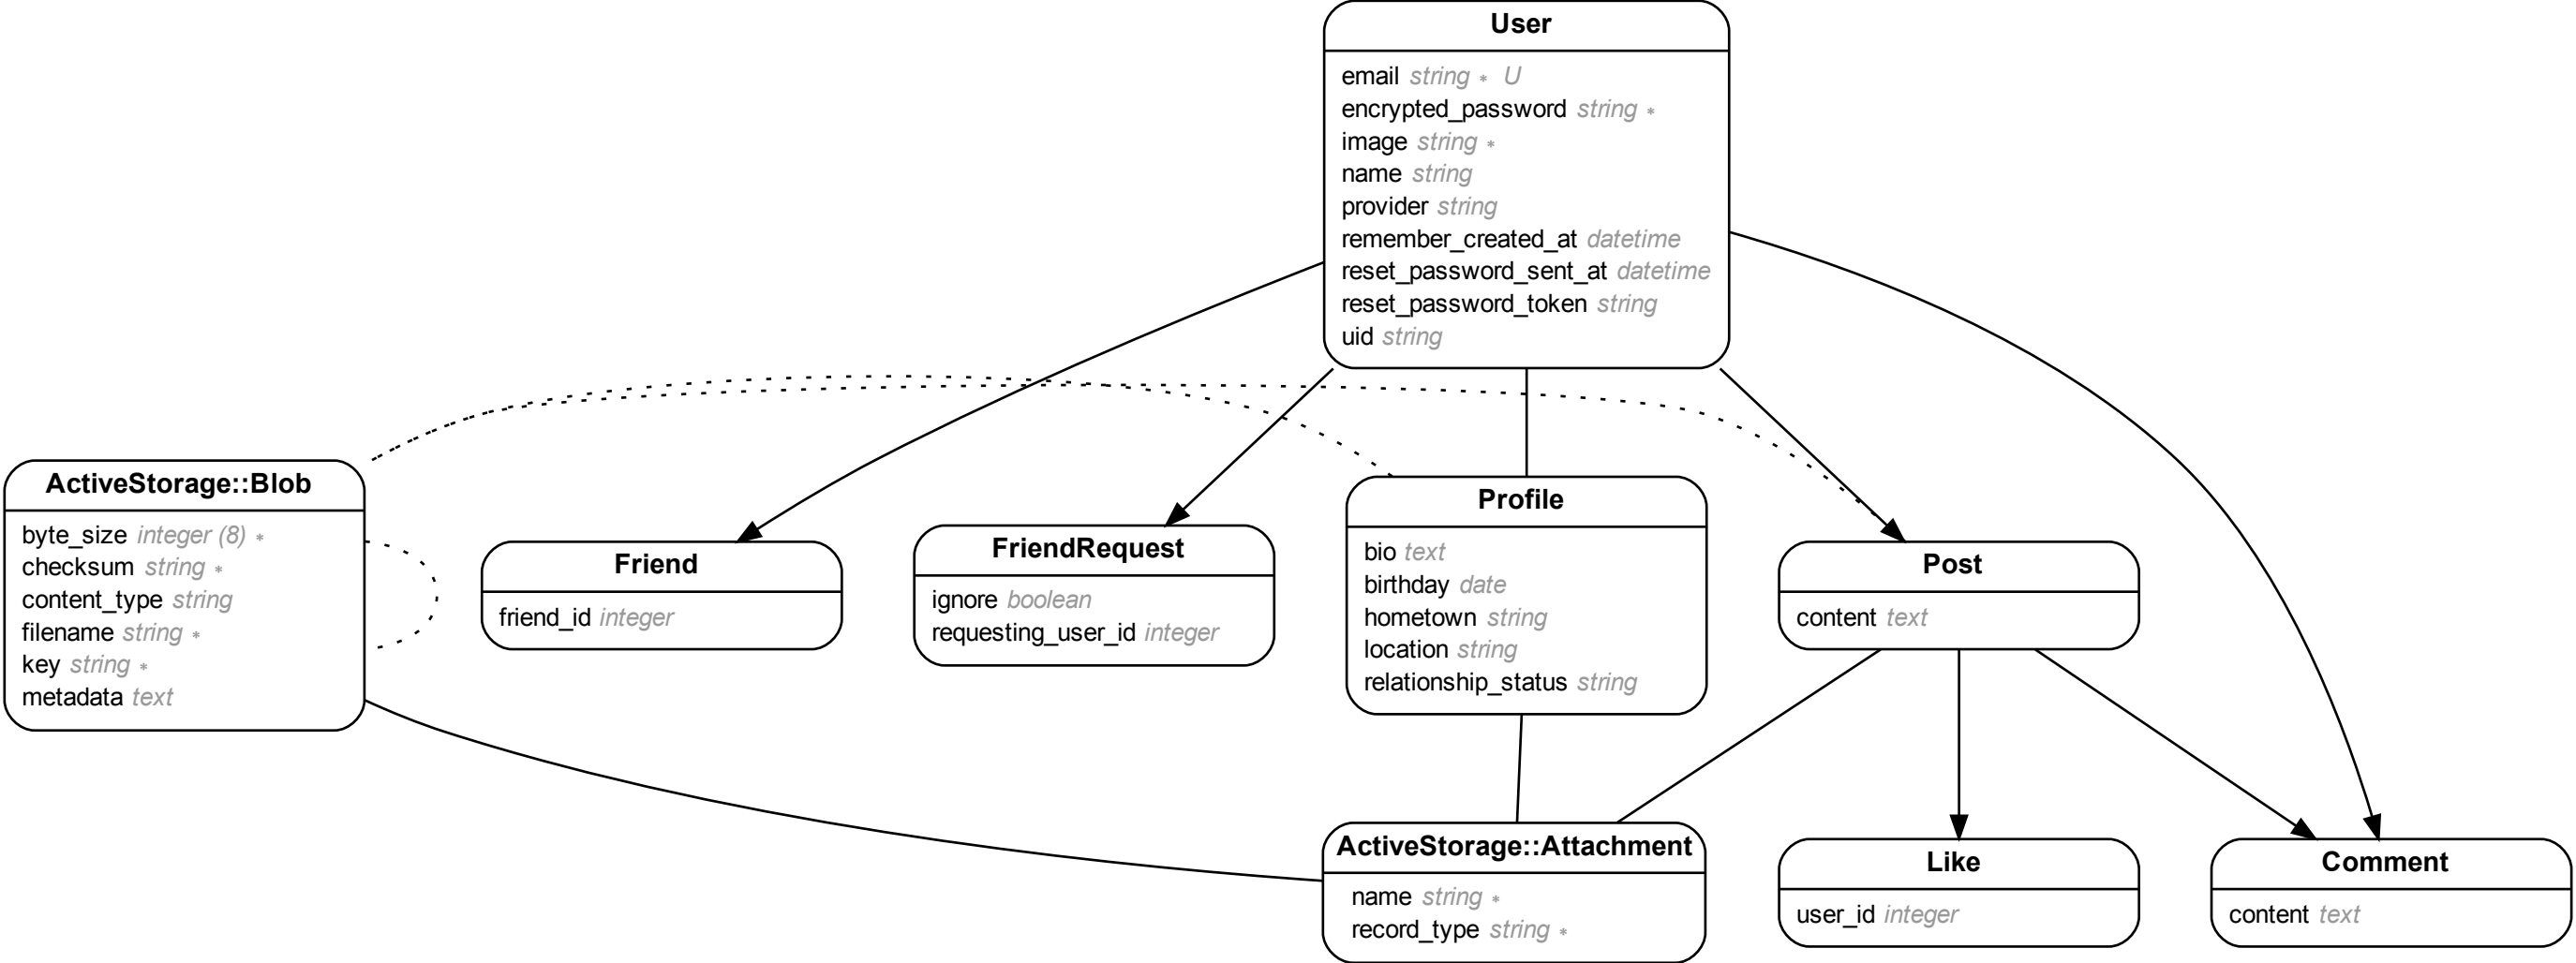 User
email string * U
encrypted_password string *
image string *
name string
provider string
remember_created_at datetime
reset_password_sent_at datetime
reset_password_token string
uid string
ActiveStorage::Blob
byte_size integer (8) *
checksum string *
content_type string
filename string *
key string *
metadata text
Friend
friend_id integer
FriendRequest
ignore boolean
requesting_user_id integer
Profile
bio text
birthday date
hometown string
location string
relationship_status string
Post
content text
ActiveStorage::Attachment
name string *
record_type string *
Like
user_id integer
Comment
content text